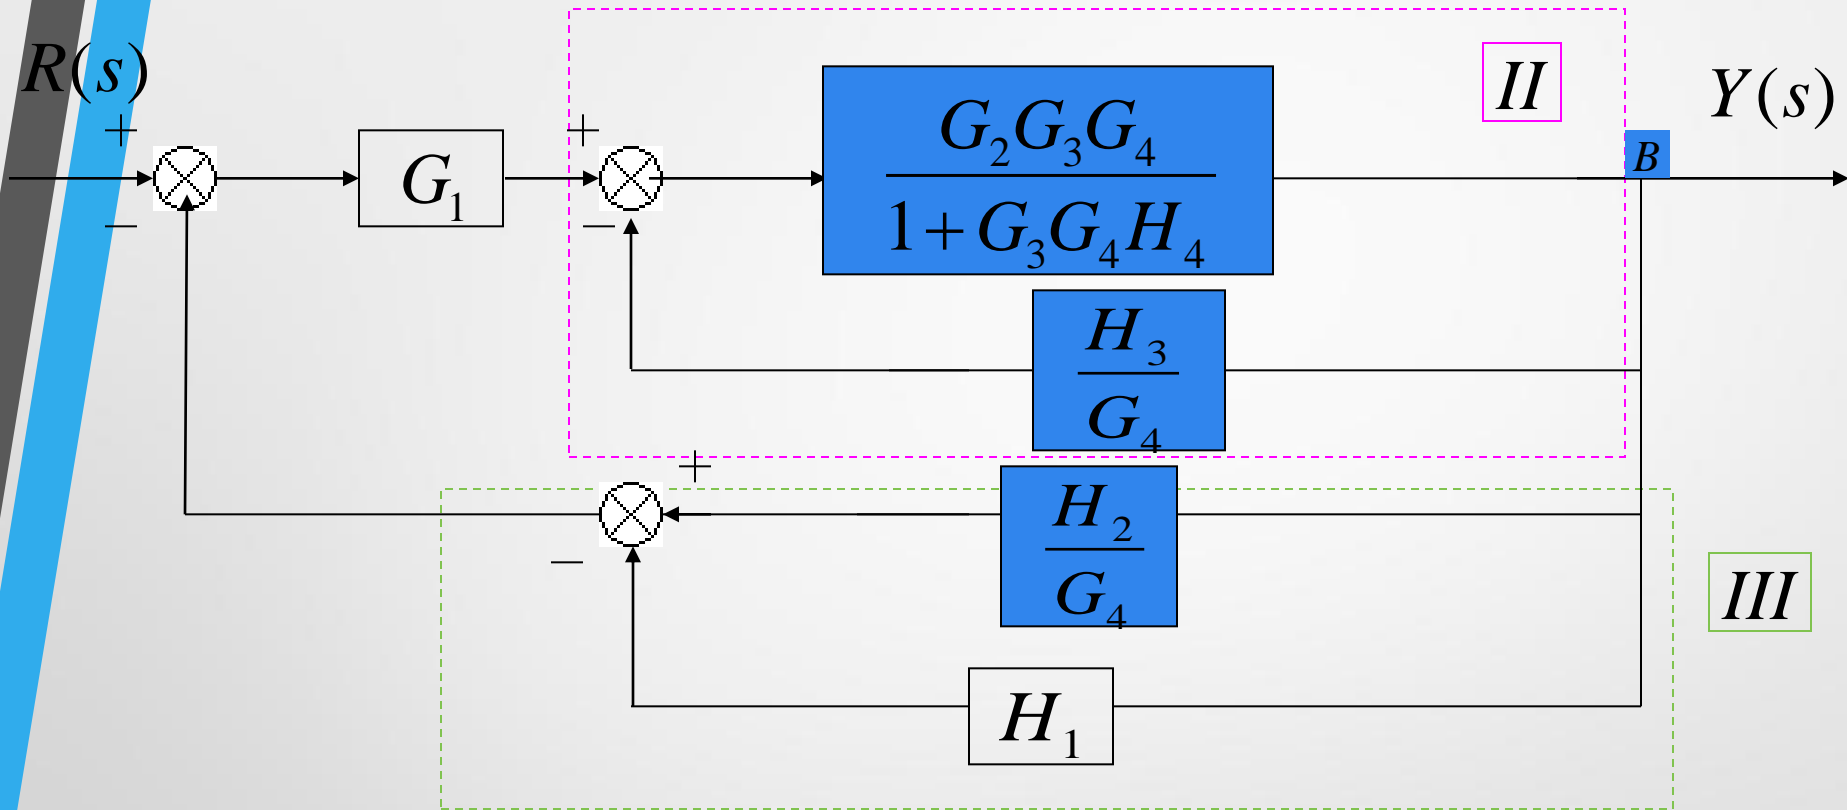 R(s)
+
−
G₁
+
−
G₂G₃G₄
1+G₃G₄H₄
II
B
Y(s)
H₃
G₄
+
−
H₂
G₄
III
H₁